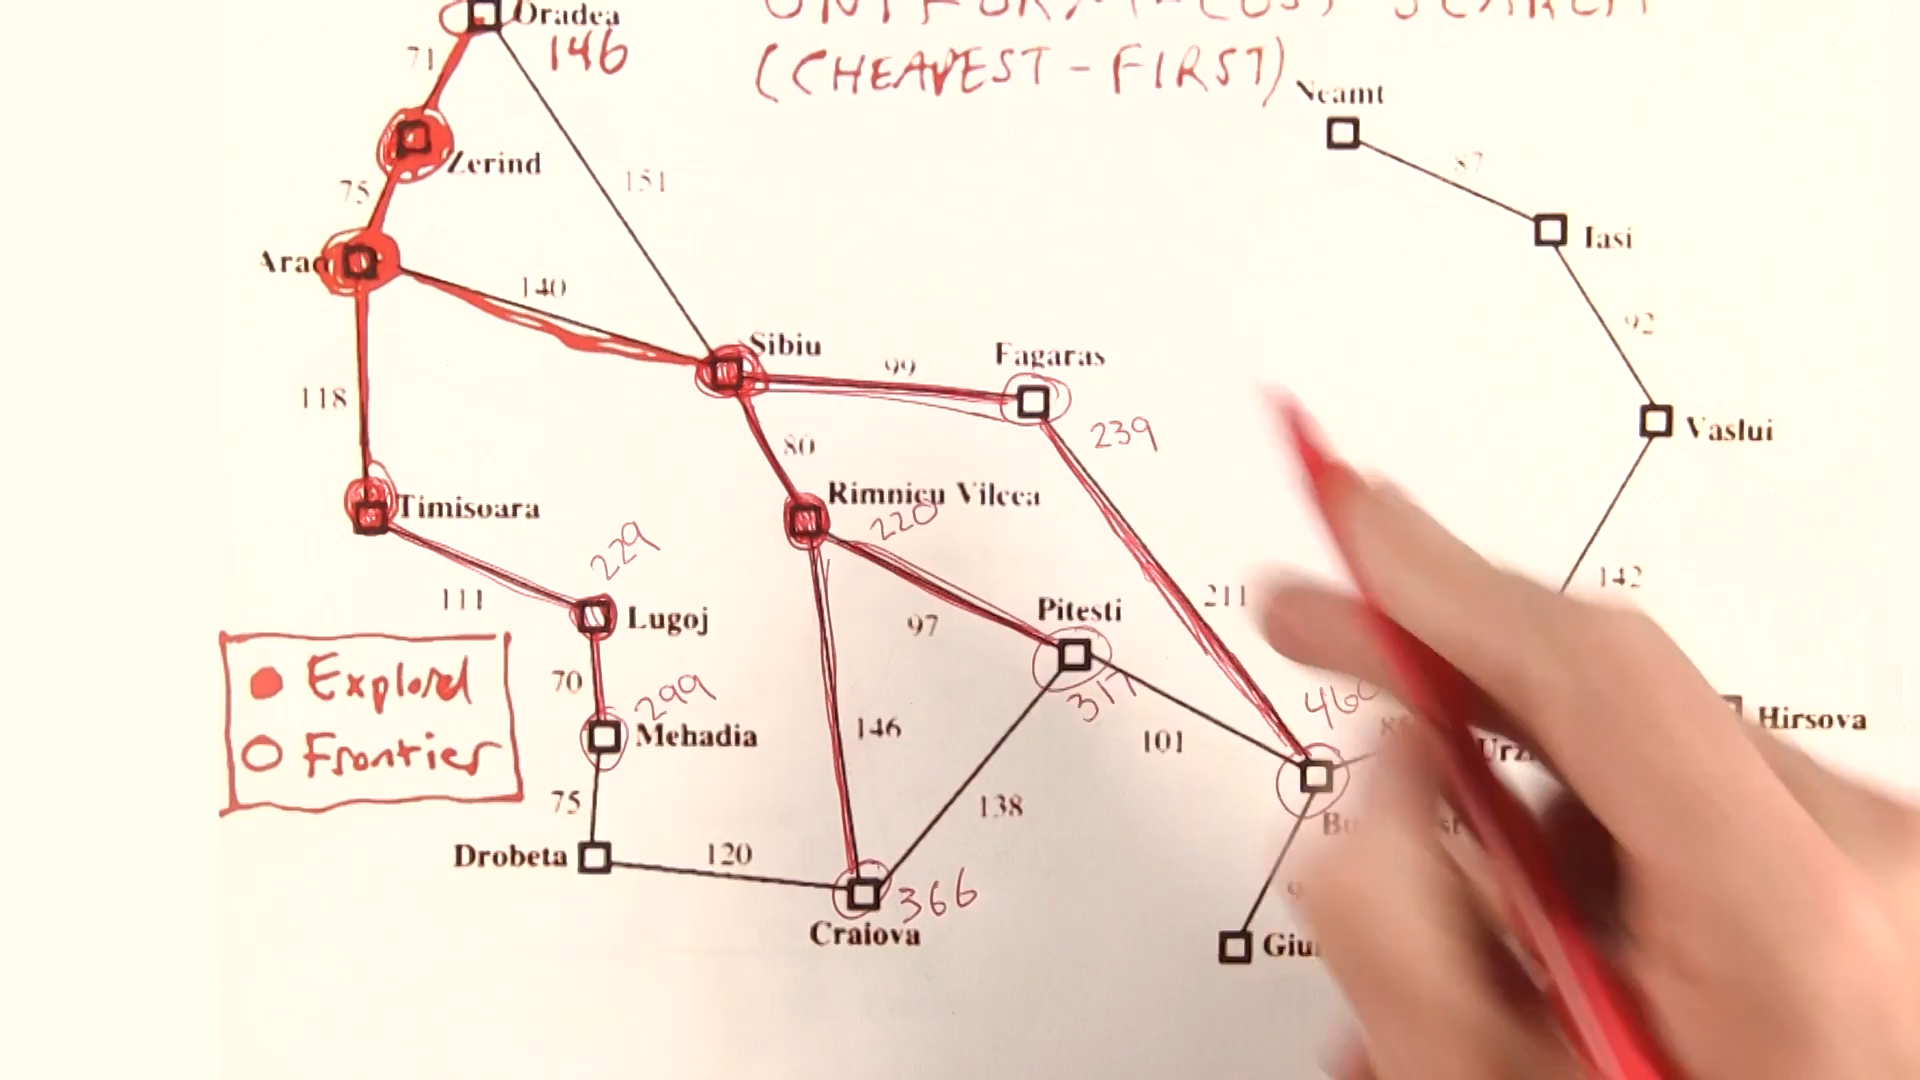 Oradea
146
(CHEAPEST-FIRST)
71
Neamt
Zerind
87
75
151
Iasi
Arad
140
92
Sibiu
Fagaras
99
118
239
Vaslui
80
Timisoara
Rimnicu Vilcea
220
229
142
111
Lugoj
97
Pitesti
211
Explored
70
299
317
460
Frontier
Mehadia
146
101
Hirsova
75
138
Drobeta
120
366
Craiova